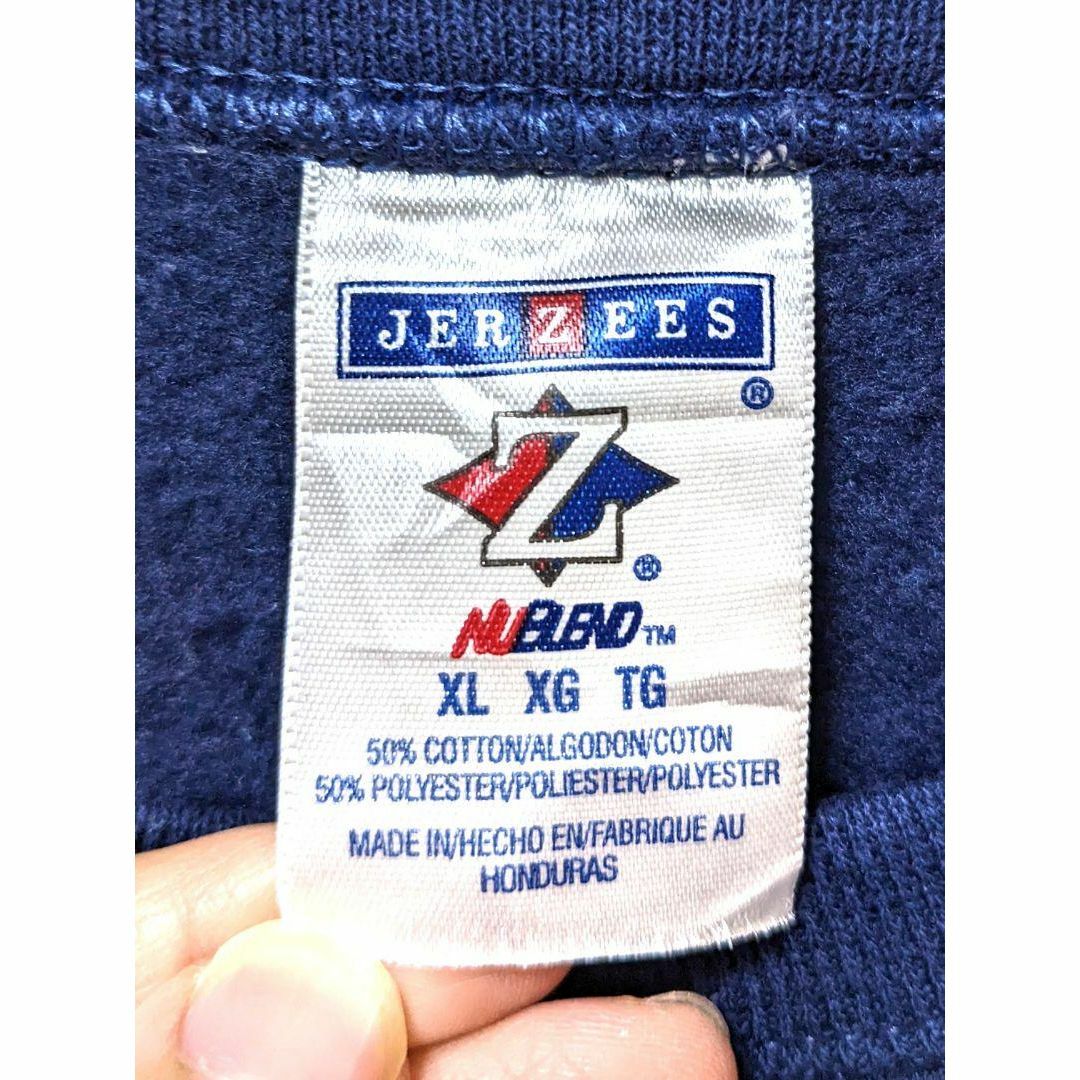 JERZEES
®
Z
®
NUBLEND™
XL XG TG
50% COTTON/ALGODON/COTON
50% POLYESTER/POLIESTER/POLYESTER
MADE IN/HECHO EN/FABRIQUE AU
HONDURAS